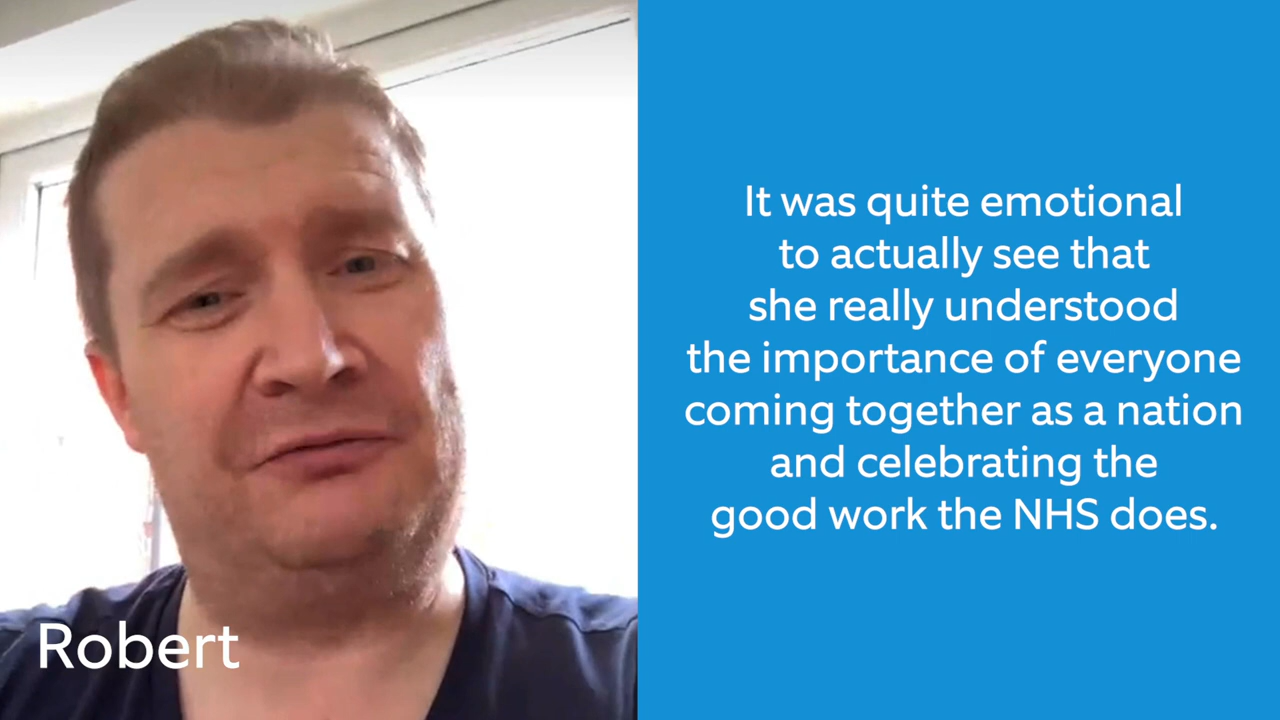 It was quite emotional
to actually see that
she really understood
the importance of everyone
coming together as a nation
and celebrating the
good work the NHS does.
Robert